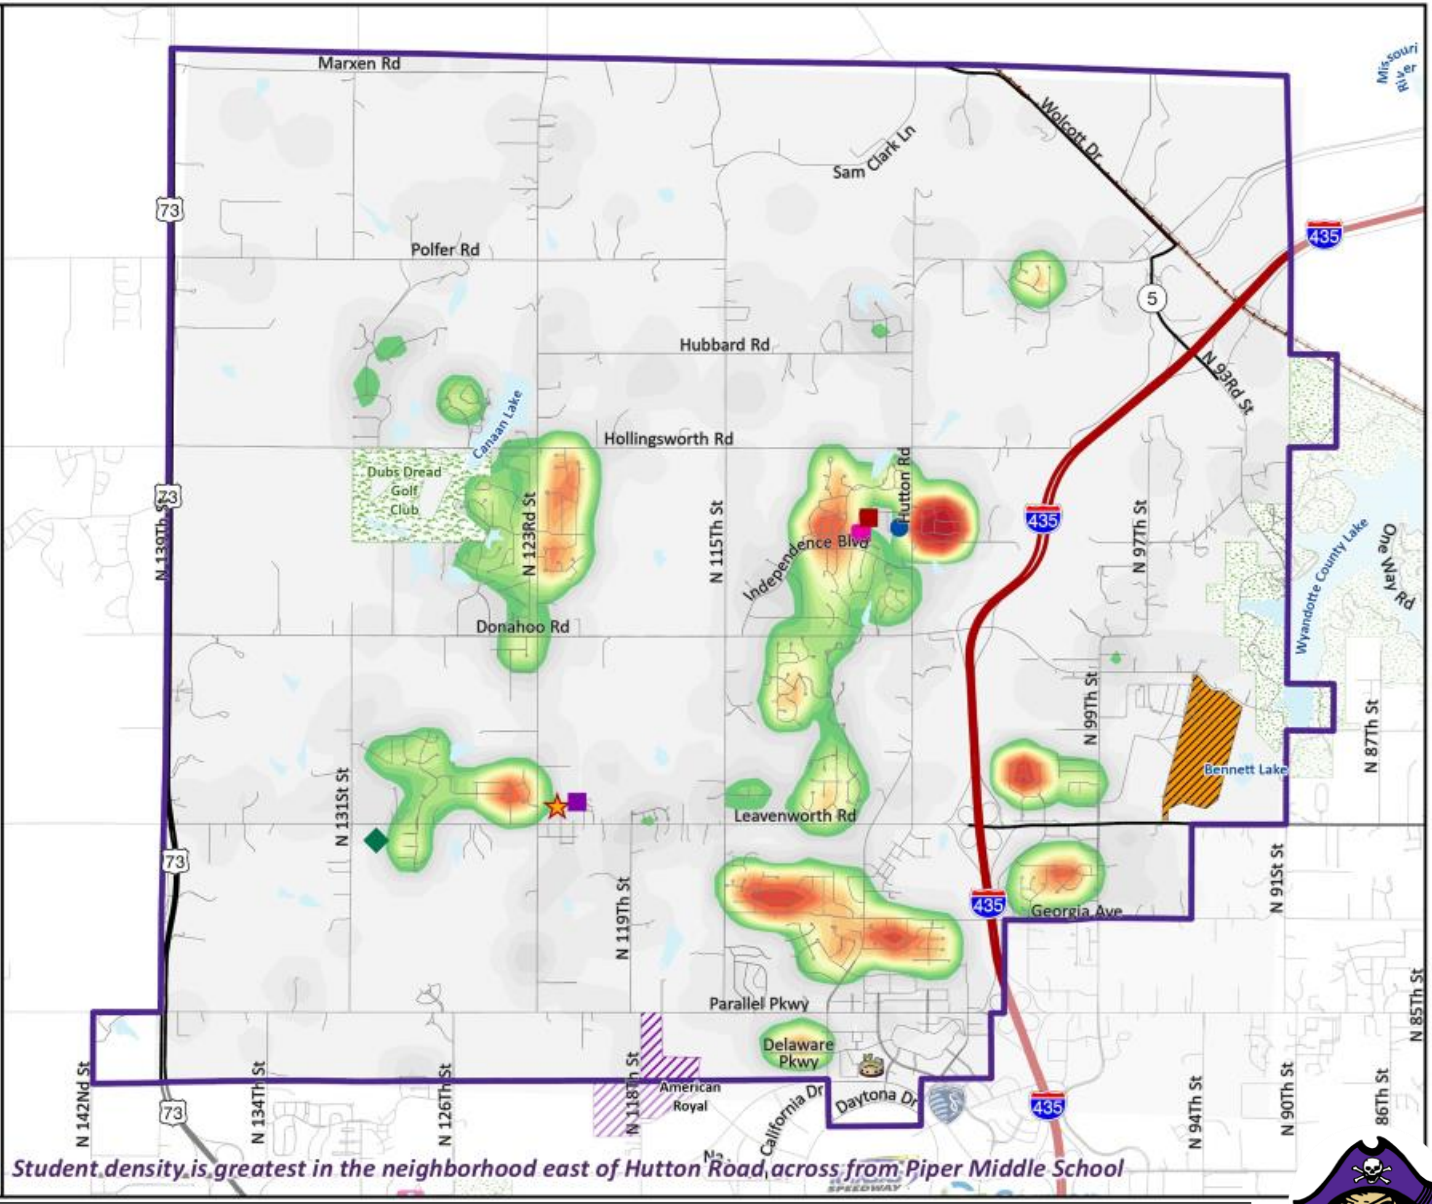 Marxen Rd
Missouri
River
Wolcott Dr
Sam Clark Ln
73
435
Polfer Rd
5
Hubbard Rd
N 93Rd St
Canaan Lake
Hollingsworth Rd
Dubs Dread
Golf
Club
Hutton Rd
73
N 139Th St
N 123Rd St
N 115Th St
435
N 97Th St
Independence Blvd
Wyandotte County Lake
One Way Rd
Donahoo Rd
N 99Th St
N 87Th St
Bennett Lake
N 131St St
Leavenworth Rd
73
N 119Th St
435
Georgia Ave
N 91St St
Parallel Pkwy
N 85Th St
Delaware
Pkwy
N 142Nd St
N 134Th St
N 126Th St
N 118Th St
American
Royal
California Dr
Daytona Dr
73
435
N 94Th St
N 90Th St
86Th St
Na
Student density is greatest in the neighborhood east of Hutton Road across from Piper Middle School
SPEEDWAY